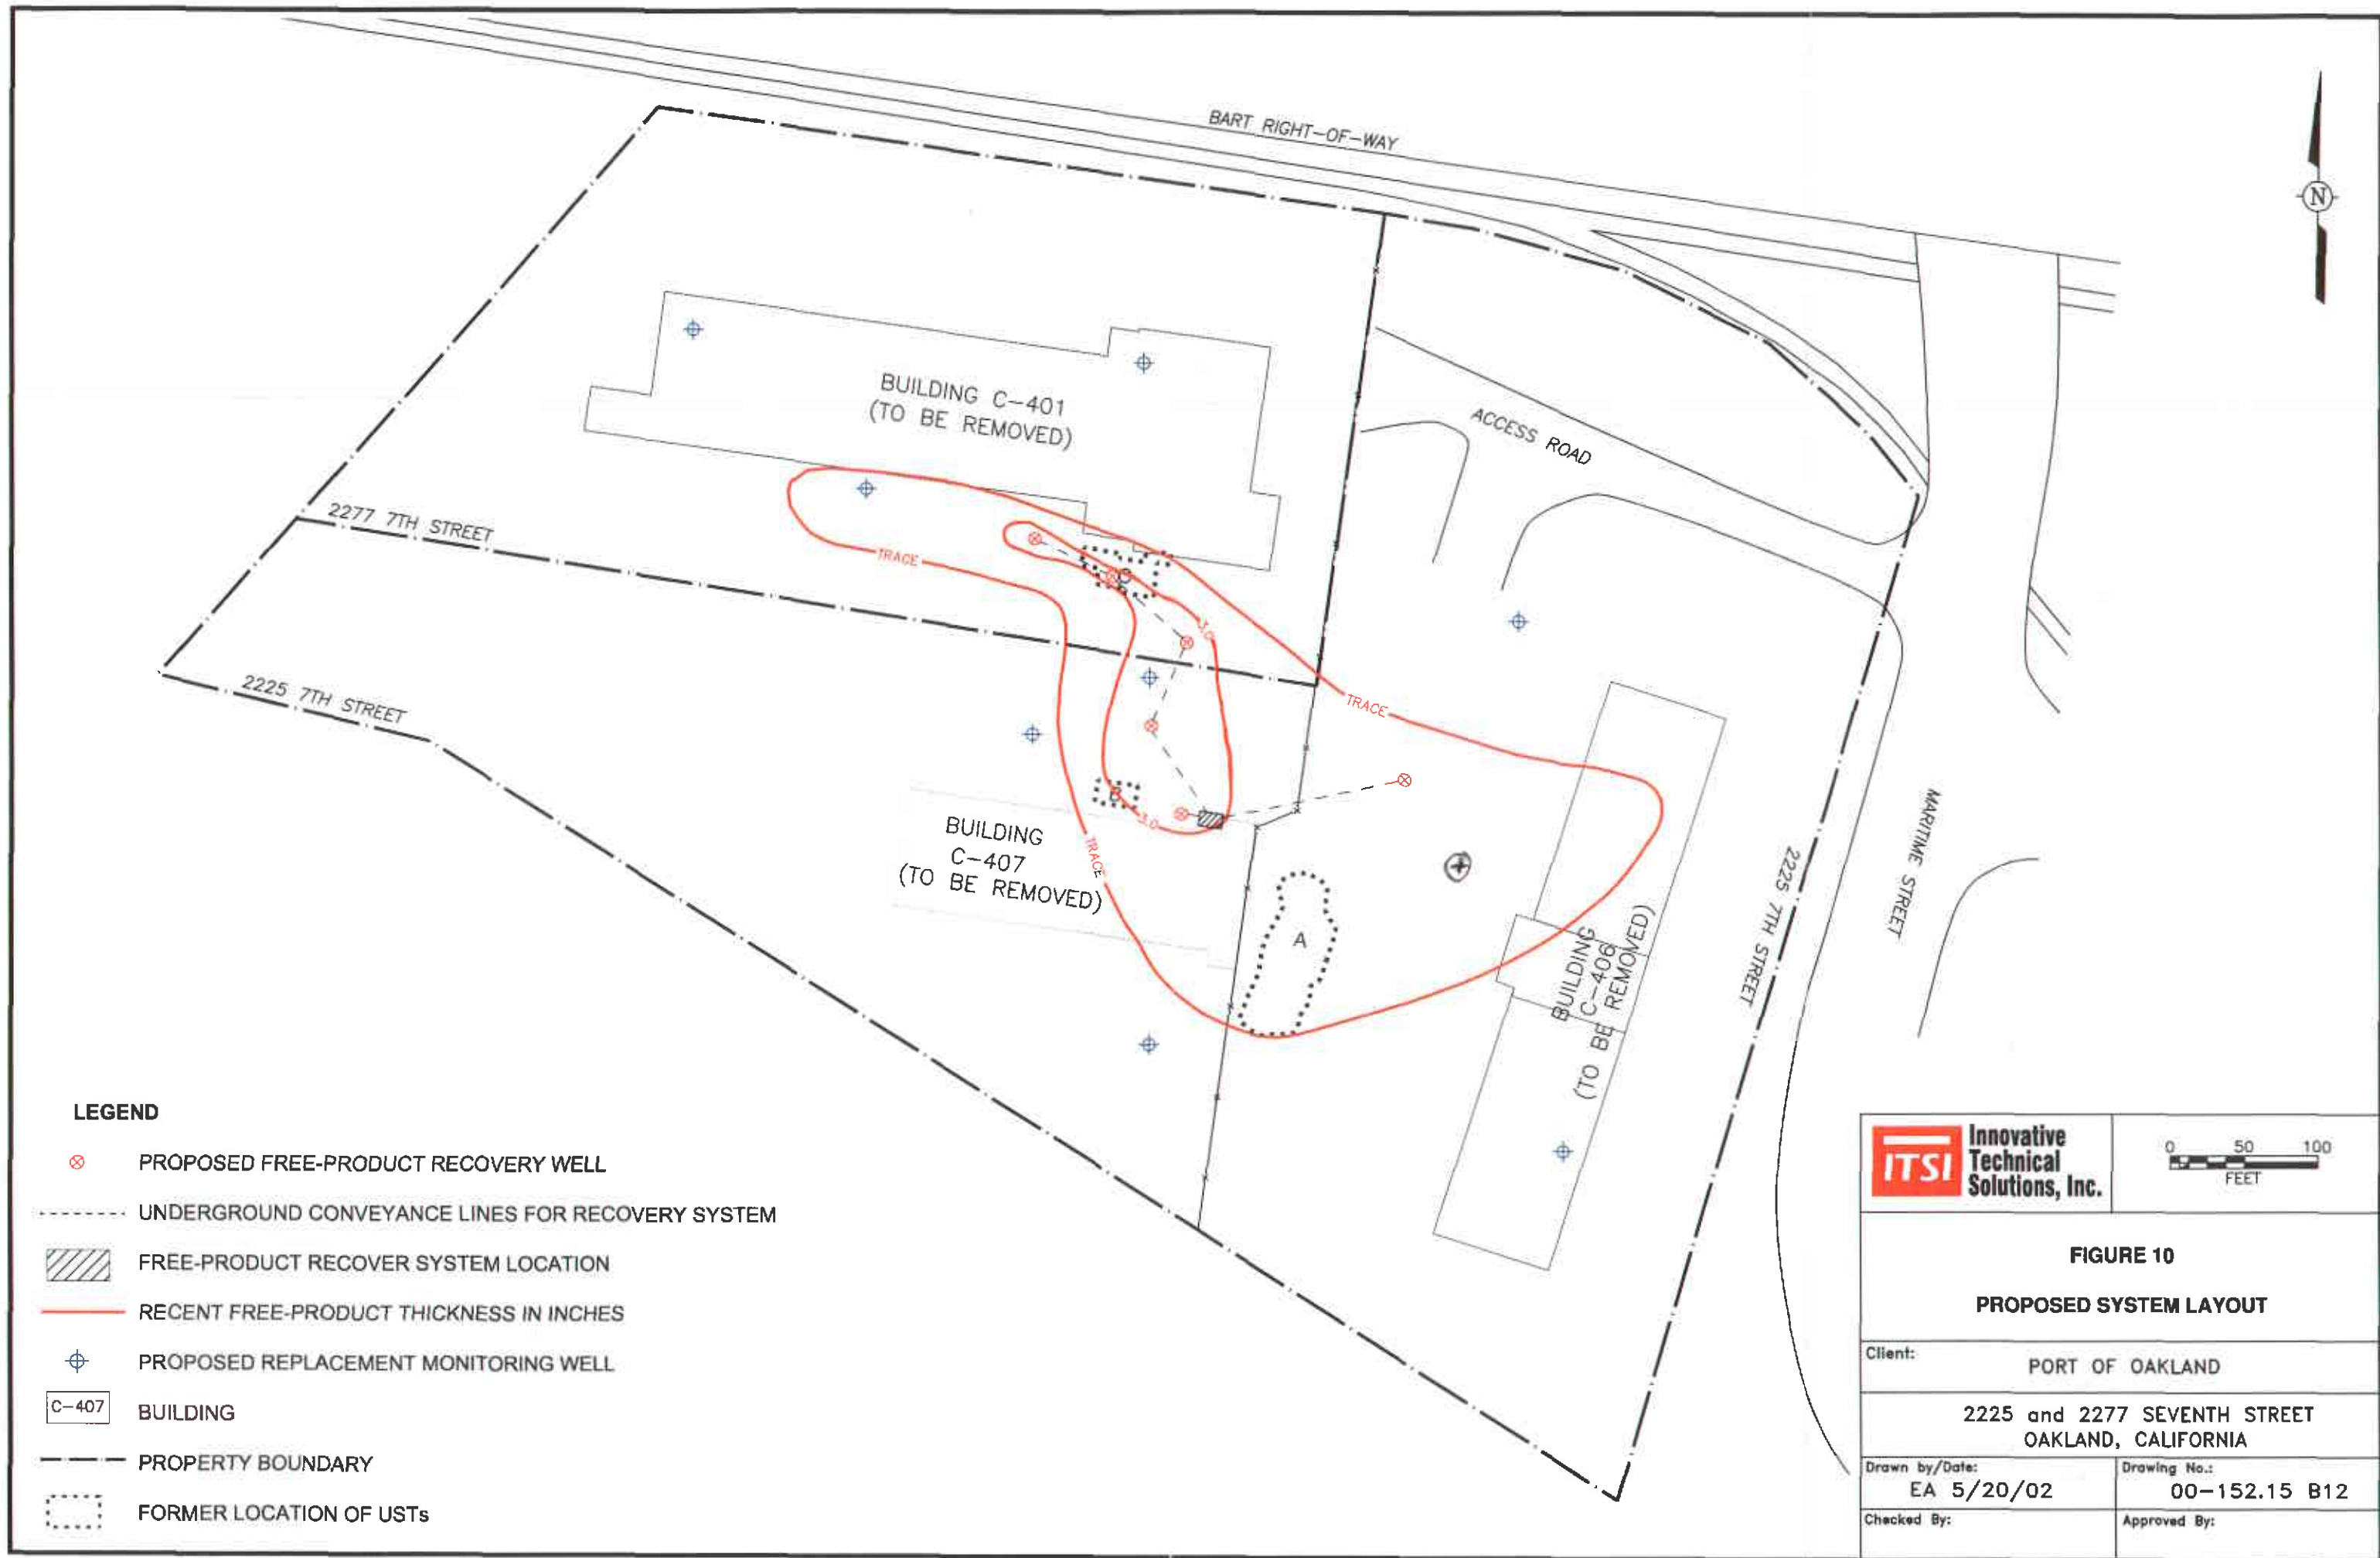 BART RIGHT-OF-WAY
N
BUILDING C-401
(TO BE REMOVED)
ACCESS ROAD
2277 7TH STREET
TRACE
C
3.0
2225 7TH STREET
TRACE
B
3.0
BUILDING
C-407
(TO BE REMOVED)
TRACE
A
BUILDING
C-406
(TO BE REMOVED)
2225 7TH STREET
MARITIME STREET
LEGEND
PROPOSED FREE-PRODUCT RECOVERY WELL
UNDERGROUND CONVEYANCE LINES FOR RECOVERY SYSTEM
FREE-PRODUCT RECOVER SYSTEM LOCATION
RECENT FREE-PRODUCT THICKNESS IN INCHES
PROPOSED REPLACEMENT MONITORING WELL
C-407 BUILDING
PROPERTY BOUNDARY
FORMER LOCATION OF USTs
ITSI
Innovative
Technical
Solutions, Inc.
0 50 100
FEET
FIGURE 10
PROPOSED SYSTEM LAYOUT
Client:
PORT OF OAKLAND
2225 and 2277 SEVENTH STREET
OAKLAND, CALIFORNIA
Drawn by/Date:
EA 5/20/02
Drawing No.:
00-152.15 B12
Checked By:
Approved By: